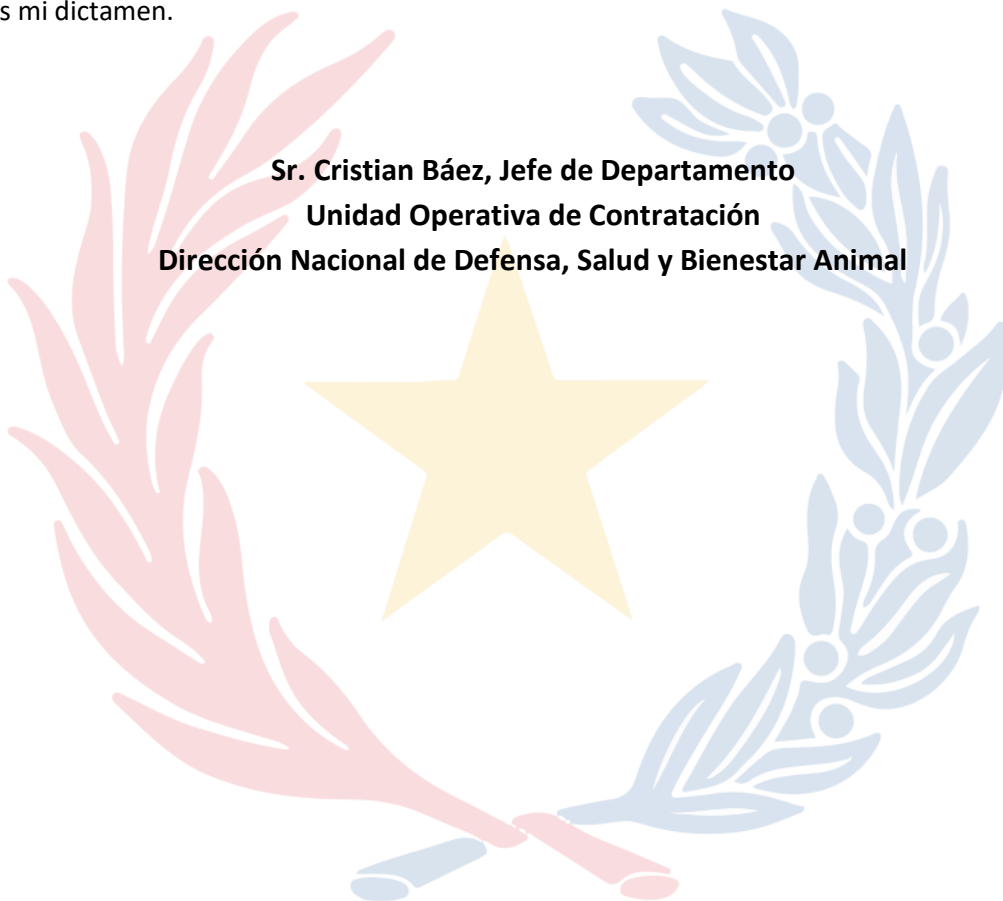 s mi dictamen.
Sr. Cristian Báez, Jefe de Departamento
Unidad Operativa de Contratación
Dirección Nacional de Defensa, Salud y Bienestar Animal